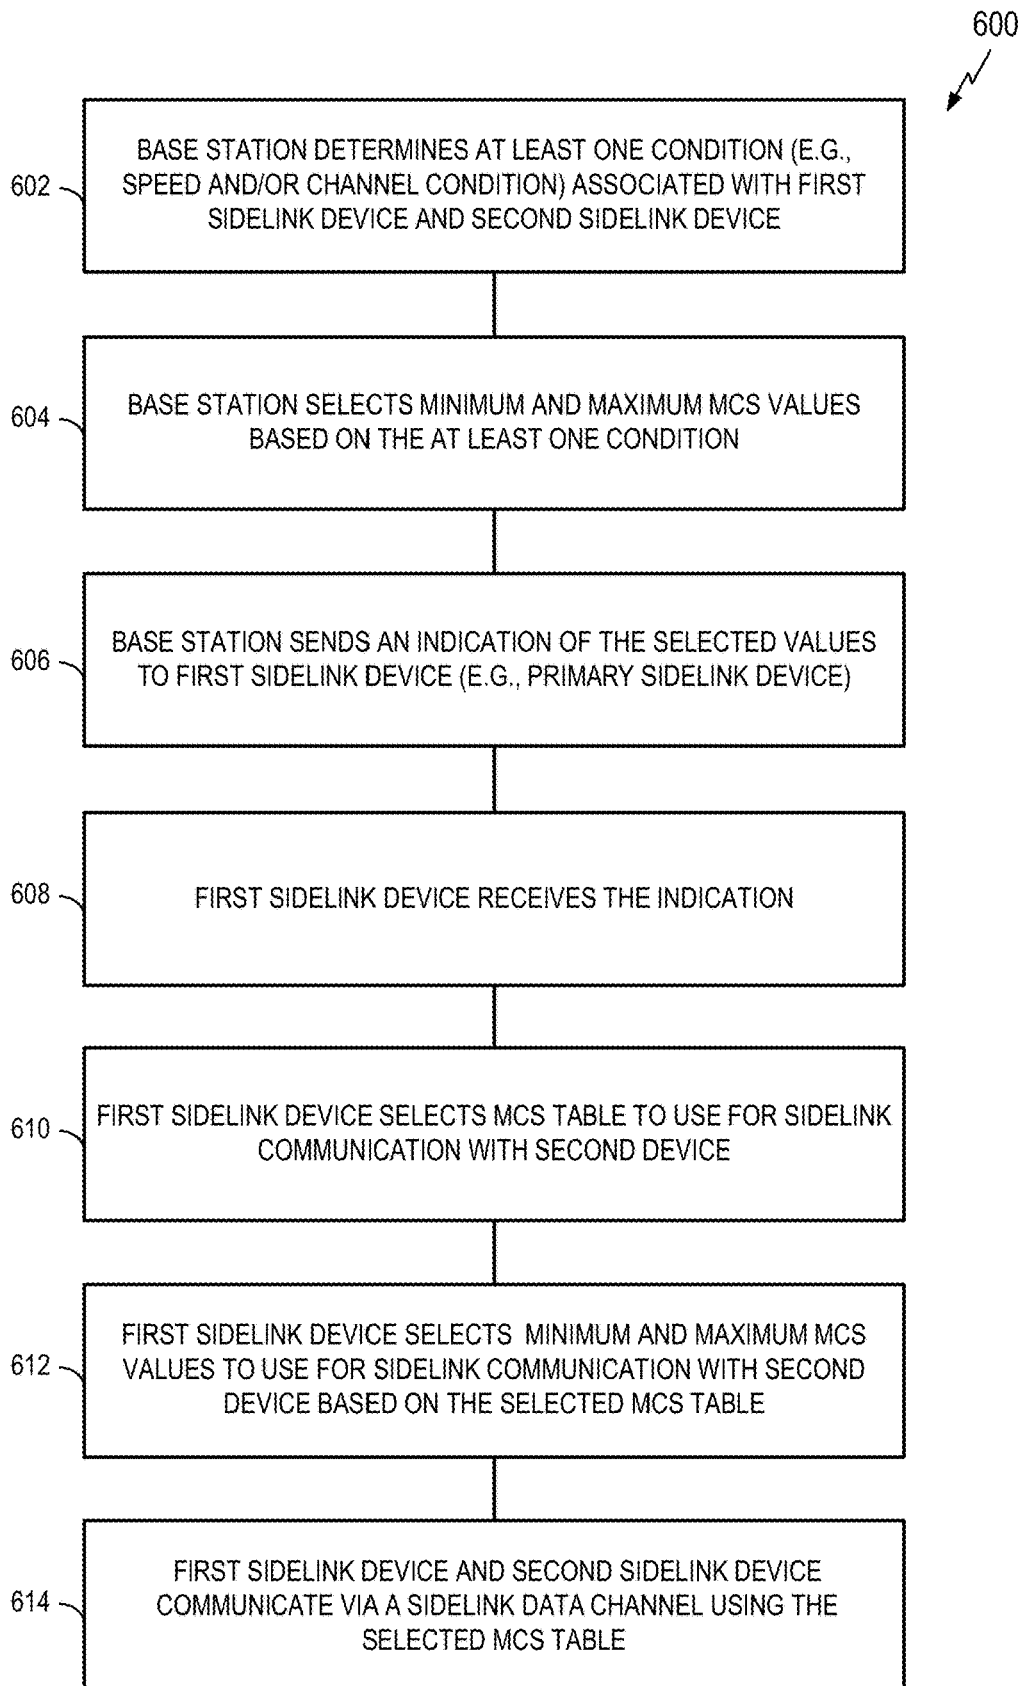 600
602
BASE STATION DETERMINES AT LEAST ONE CONDITION (E.G.,
SPEED AND/OR CHANNEL CONDITION) ASSOCIATED WITH FIRST
SIDELINK DEVICE AND SECOND SIDELINK DEVICE
604
BASE STATION SELECTS MINIMUM AND MAXIMUM MCS VALUES
BASED ON THE AT LEAST ONE CONDITION
606
BASE STATION SENDS AN INDICATION OF THE SELECTED VALUES
TO FIRST SIDELINK DEVICE (E.G., PRIMARY SIDELINK DEVICE)
608
FIRST SIDELINK DEVICE RECEIVES THE INDICATION
610
FIRST SIDELINK DEVICE SELECTS MCS TABLE TO USE FOR SIDELINK
COMMUNICATION WITH SECOND DEVICE
612
FIRST SIDELINK DEVICE SELECTS MINIMUM AND MAXIMUM MCS
VALUES TO USE FOR SIDELINK COMMUNICATION WITH SECOND
DEVICE BASED ON THE SELECTED MCS TABLE
614
FIRST SIDELINK DEVICE AND SECOND SIDELINK DEVICE
COMMUNICATE VIA A SIDELINK DATA CHANNEL USING THE
SELECTED MCS TABLE